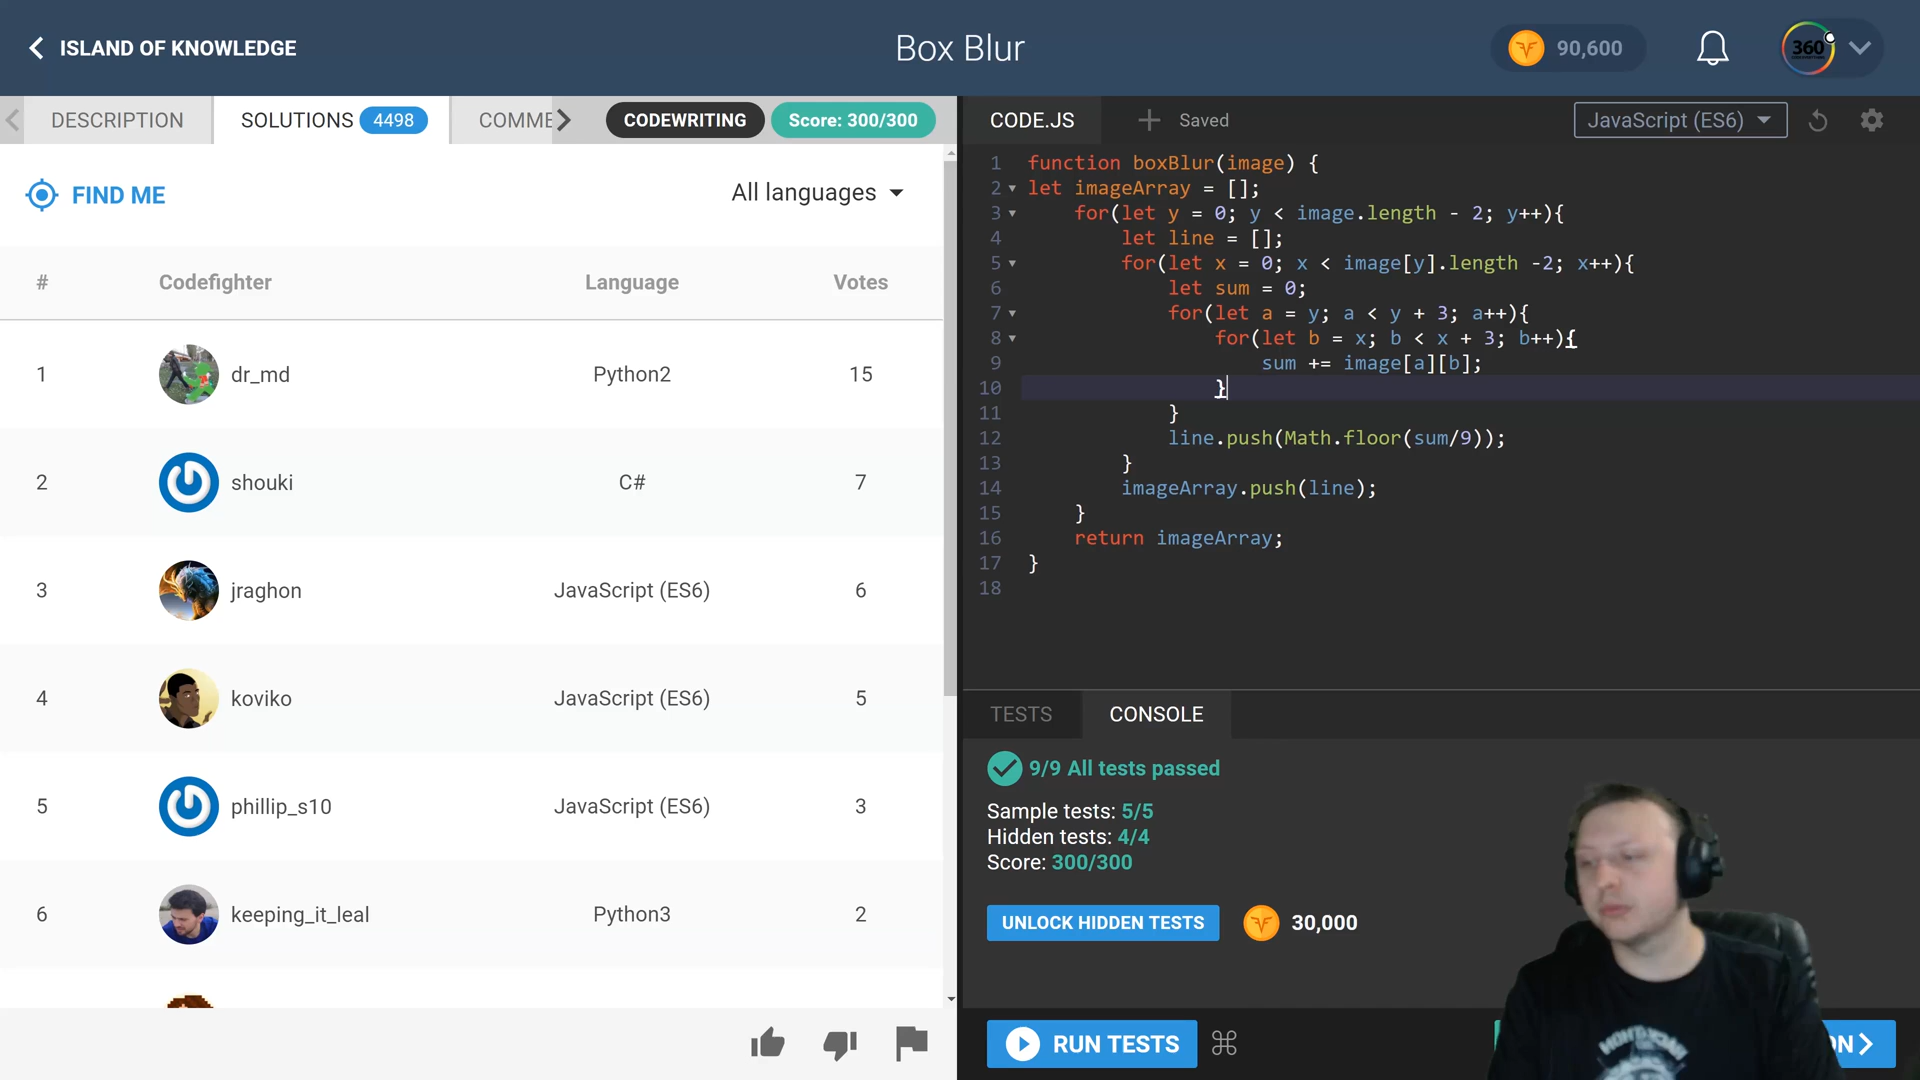 ISLAND OF KNOWLEDGE
Box Blur
90,600
360
DESCRIPTION
SOLUTIONS 4498
COMME
CODEWRITING
Score: 300/300
FIND ME
All languages
# Codefighter Language Votes
1 dr_md Python2 15
2 shouki C# 7
3 jraghon JavaScript (ES6) 6
4 koviko JavaScript (ES6) 5
5 phillip_s10 JavaScript (ES6) 3
6 keeping_it_leal Python3 2
CODE.JS
Saved
JavaScript (ES6)
1 function boxBlur(image) {
2 let imageArray = [];
3 for(let y = 0; y < image.length - 2; y++){
4 let line = [];
5 for(let x = 0; x < image[y].length -2; x++){
6 let sum = 0;
7 for(let a = y; a < y + 3; a++){
8 for(let b = x; b < x + 3; b++){
9 sum += image[a][b];
10 }
11 }
12 line.push(Math.floor(sum/9));
13 }
14 imageArray.push(line);
15 }
16 return imageArray;
17 }
18
TESTS
CONSOLE
9/9 All tests passed
Sample tests: 5/5
Hidden tests: 4/4
Score: 300/300
UNLOCK HIDDEN TESTS
30,000
RUN TESTS
ON